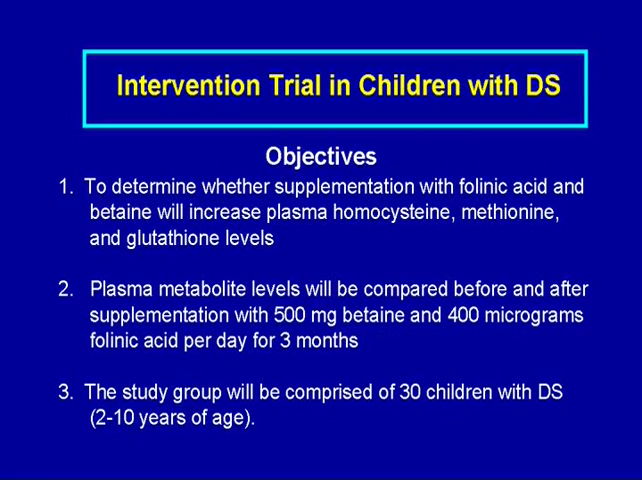 Intervention Trial in Children with DS
Objectives
1. To determine whether supplementation with folinic acid and
betaine will increase plasma homocysteine, methionine,
and glutathione levels
2. Plasma metabolite levels will be compared before and after
supplementation with 500 mg betaine and 400 micrograms
folinic acid per day for 3 months
3. The study group will be comprised of 30 children with DS
(2-10 years of age).